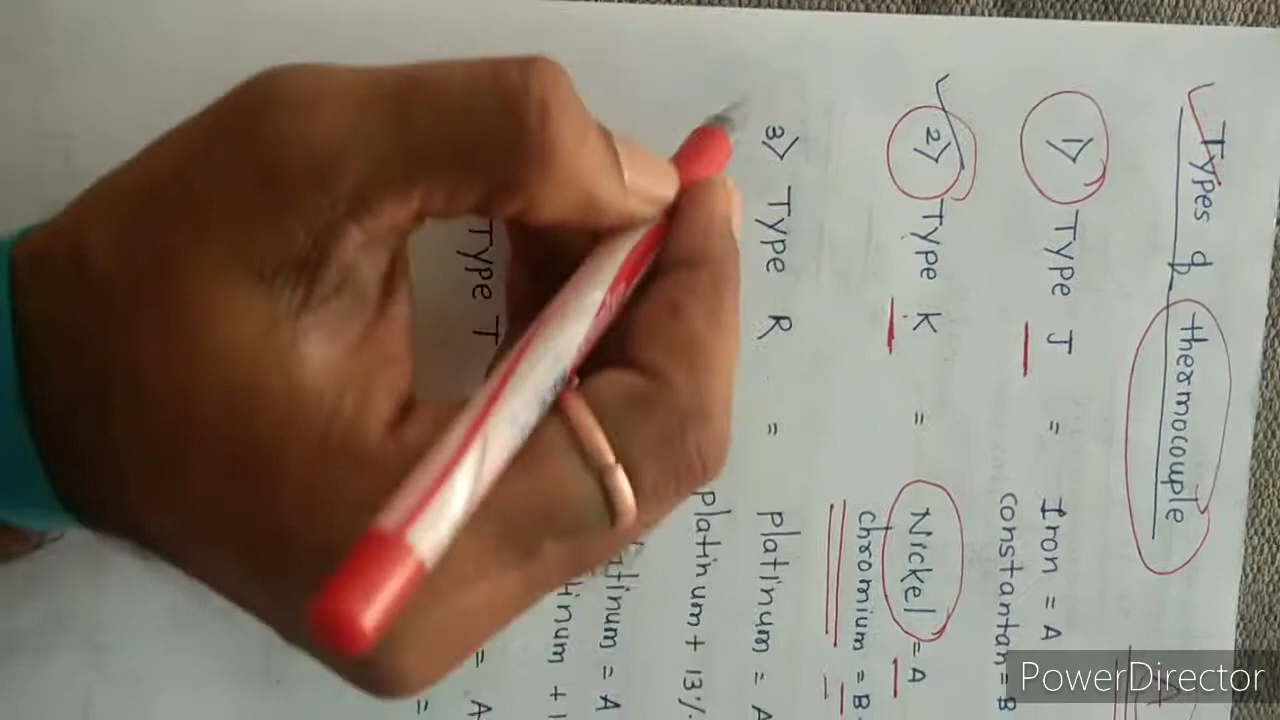 Types of thermocouple
1) Type J = Iron = A
constantan = B
2) Type K = Nickel = A
chromium = B
3) Type R = platinum = A
platinum + 13%
= A
Type T = A
=
PowerDirector